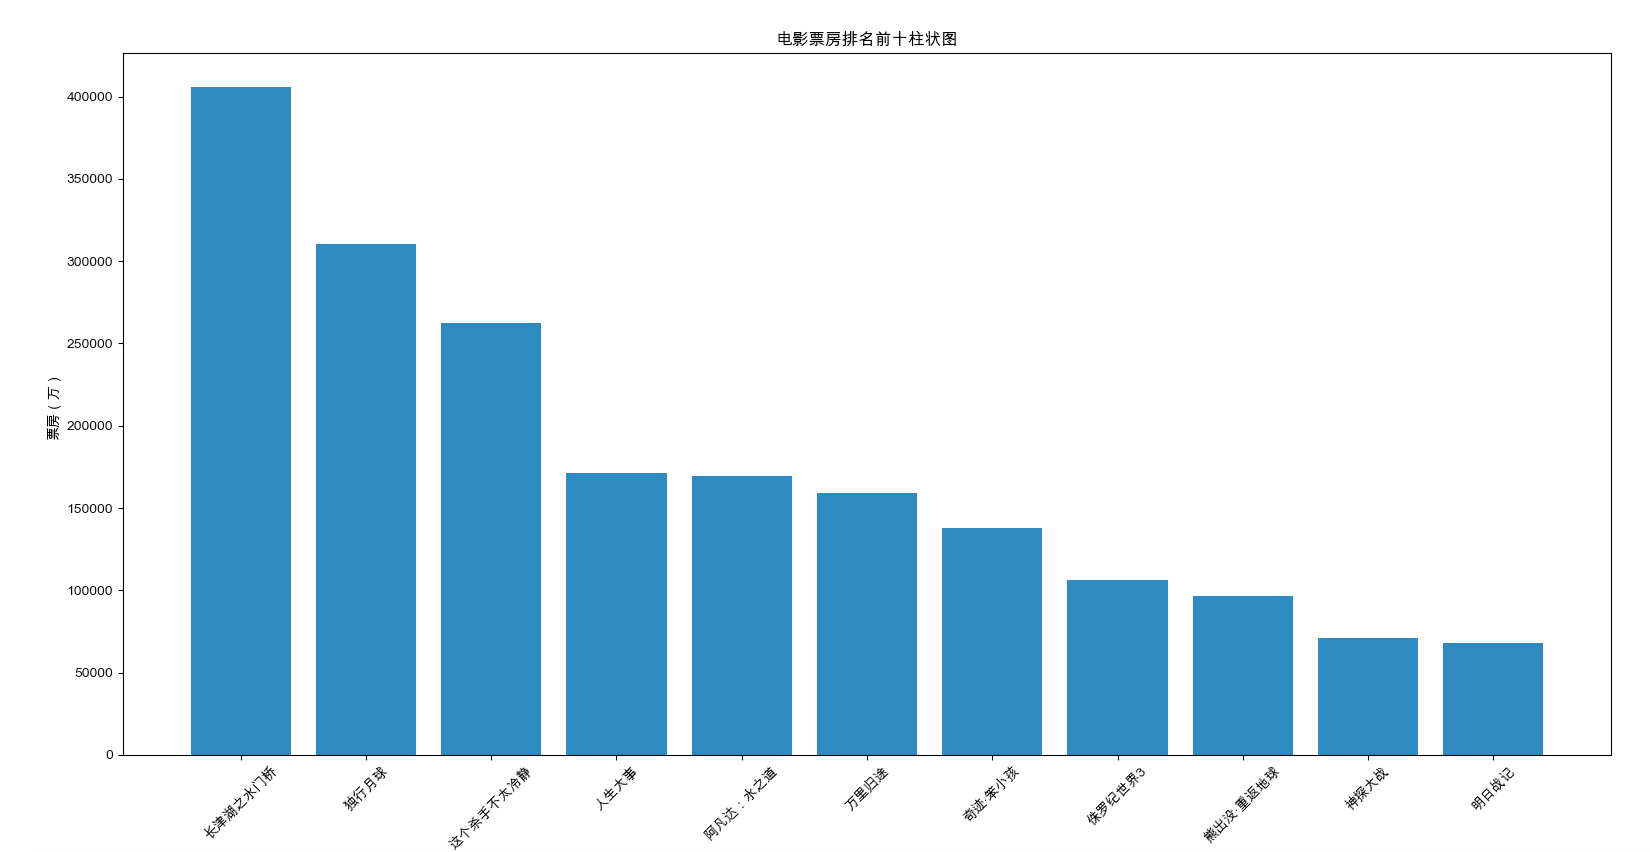 电影票房排名前十柱状图
票房（万）
400000
350000
300000
250000
200000
150000
100000
50000
0
长津湖之水门桥
独行月球
这个杀手不太冷静
人生大事
阿凡达：水之道
万里归途
奇迹·笨小孩
侏罗纪世界3
熊出没·重返地球
神探大战
明日战记